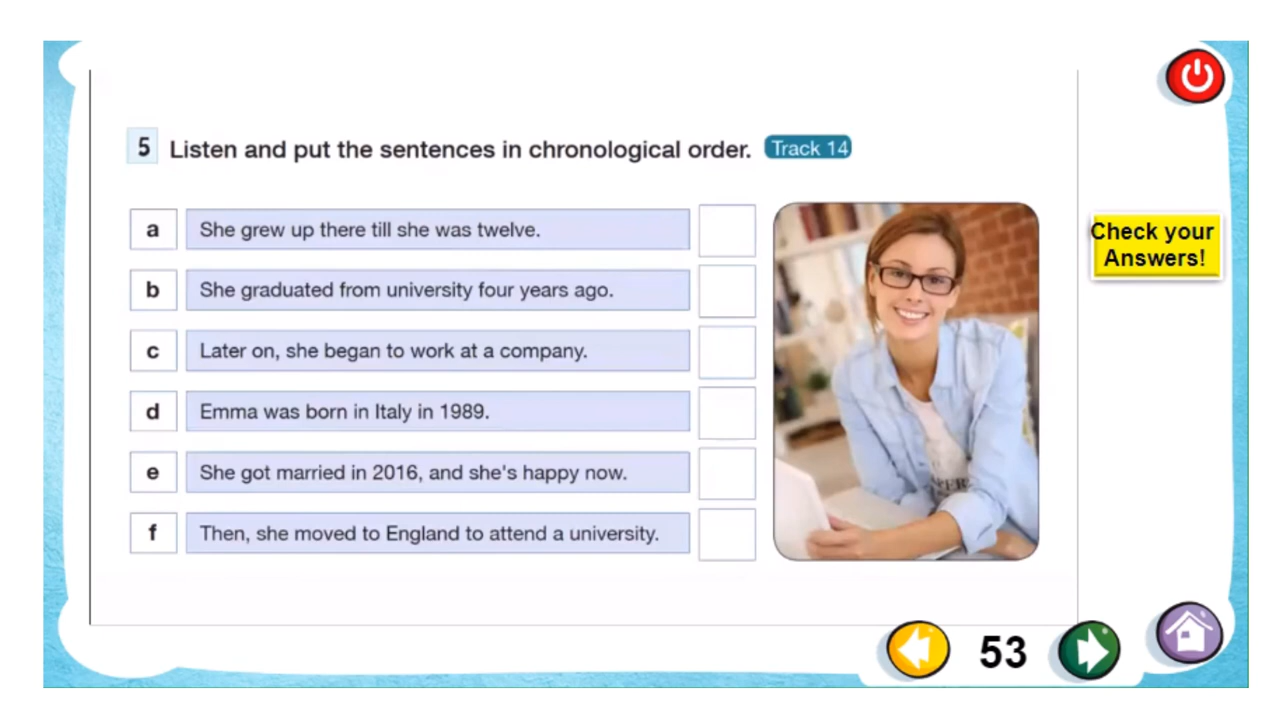 5 Listen and put the sentences in chronological order. Track 14
a She grew up there till she was twelve.
b She graduated from university four years ago.
c Later on, she began to work at a company.
d Emma was born in Italy in 1989.
e She got married in 2016, and she's happy now.
f Then, she moved to England to attend a university.
Check your
Answers!
53